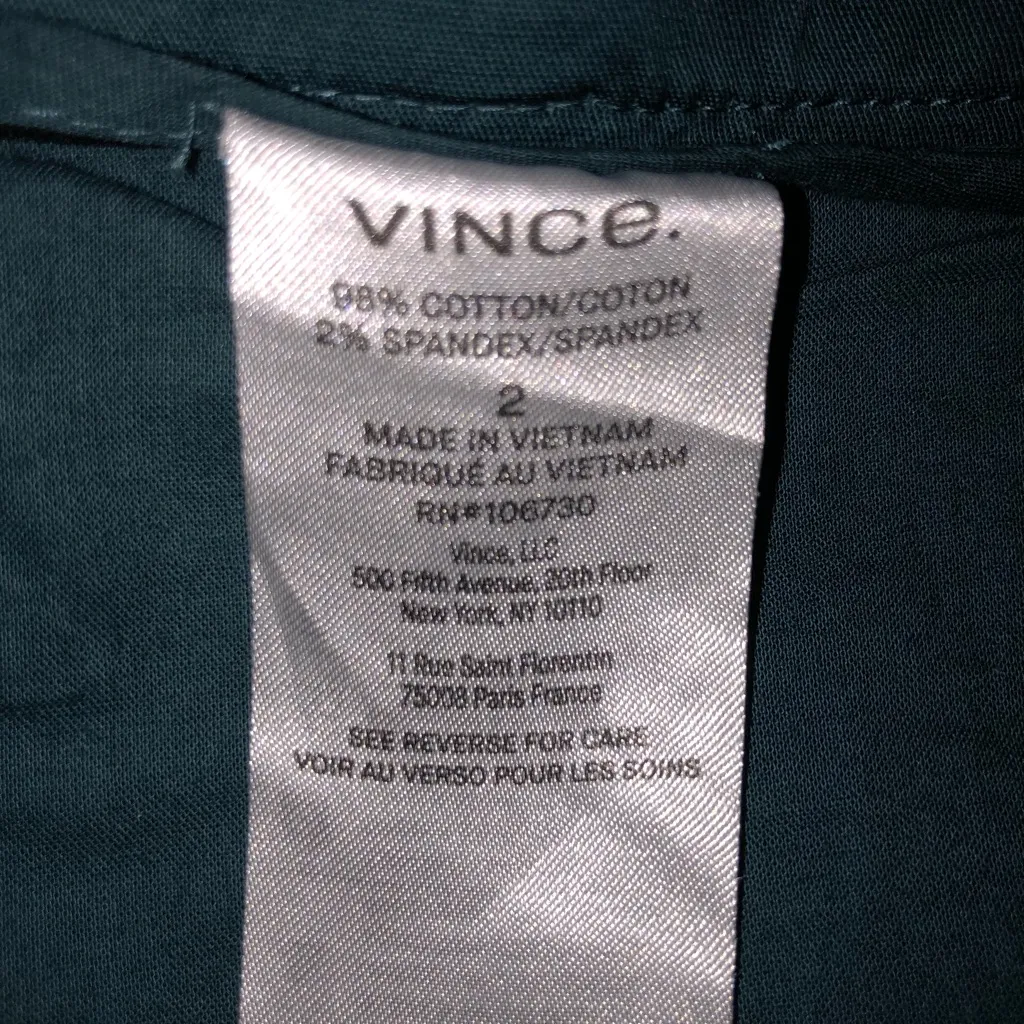 VINCe.
98% COTTON/COTON
2% SPANDEX/SPANDEX
2
MADE IN VIETNAM
FABRIQUÉ AU VIETNAM
RN#106730
Vince, LLC
500 Fifth Avenue, 20th Floor
New York, NY 10110
11 Rue Saint Florentin
75008 Paris France
SEE REVERSE FOR CARE
VOIR AU VERSO POUR LES SOINS